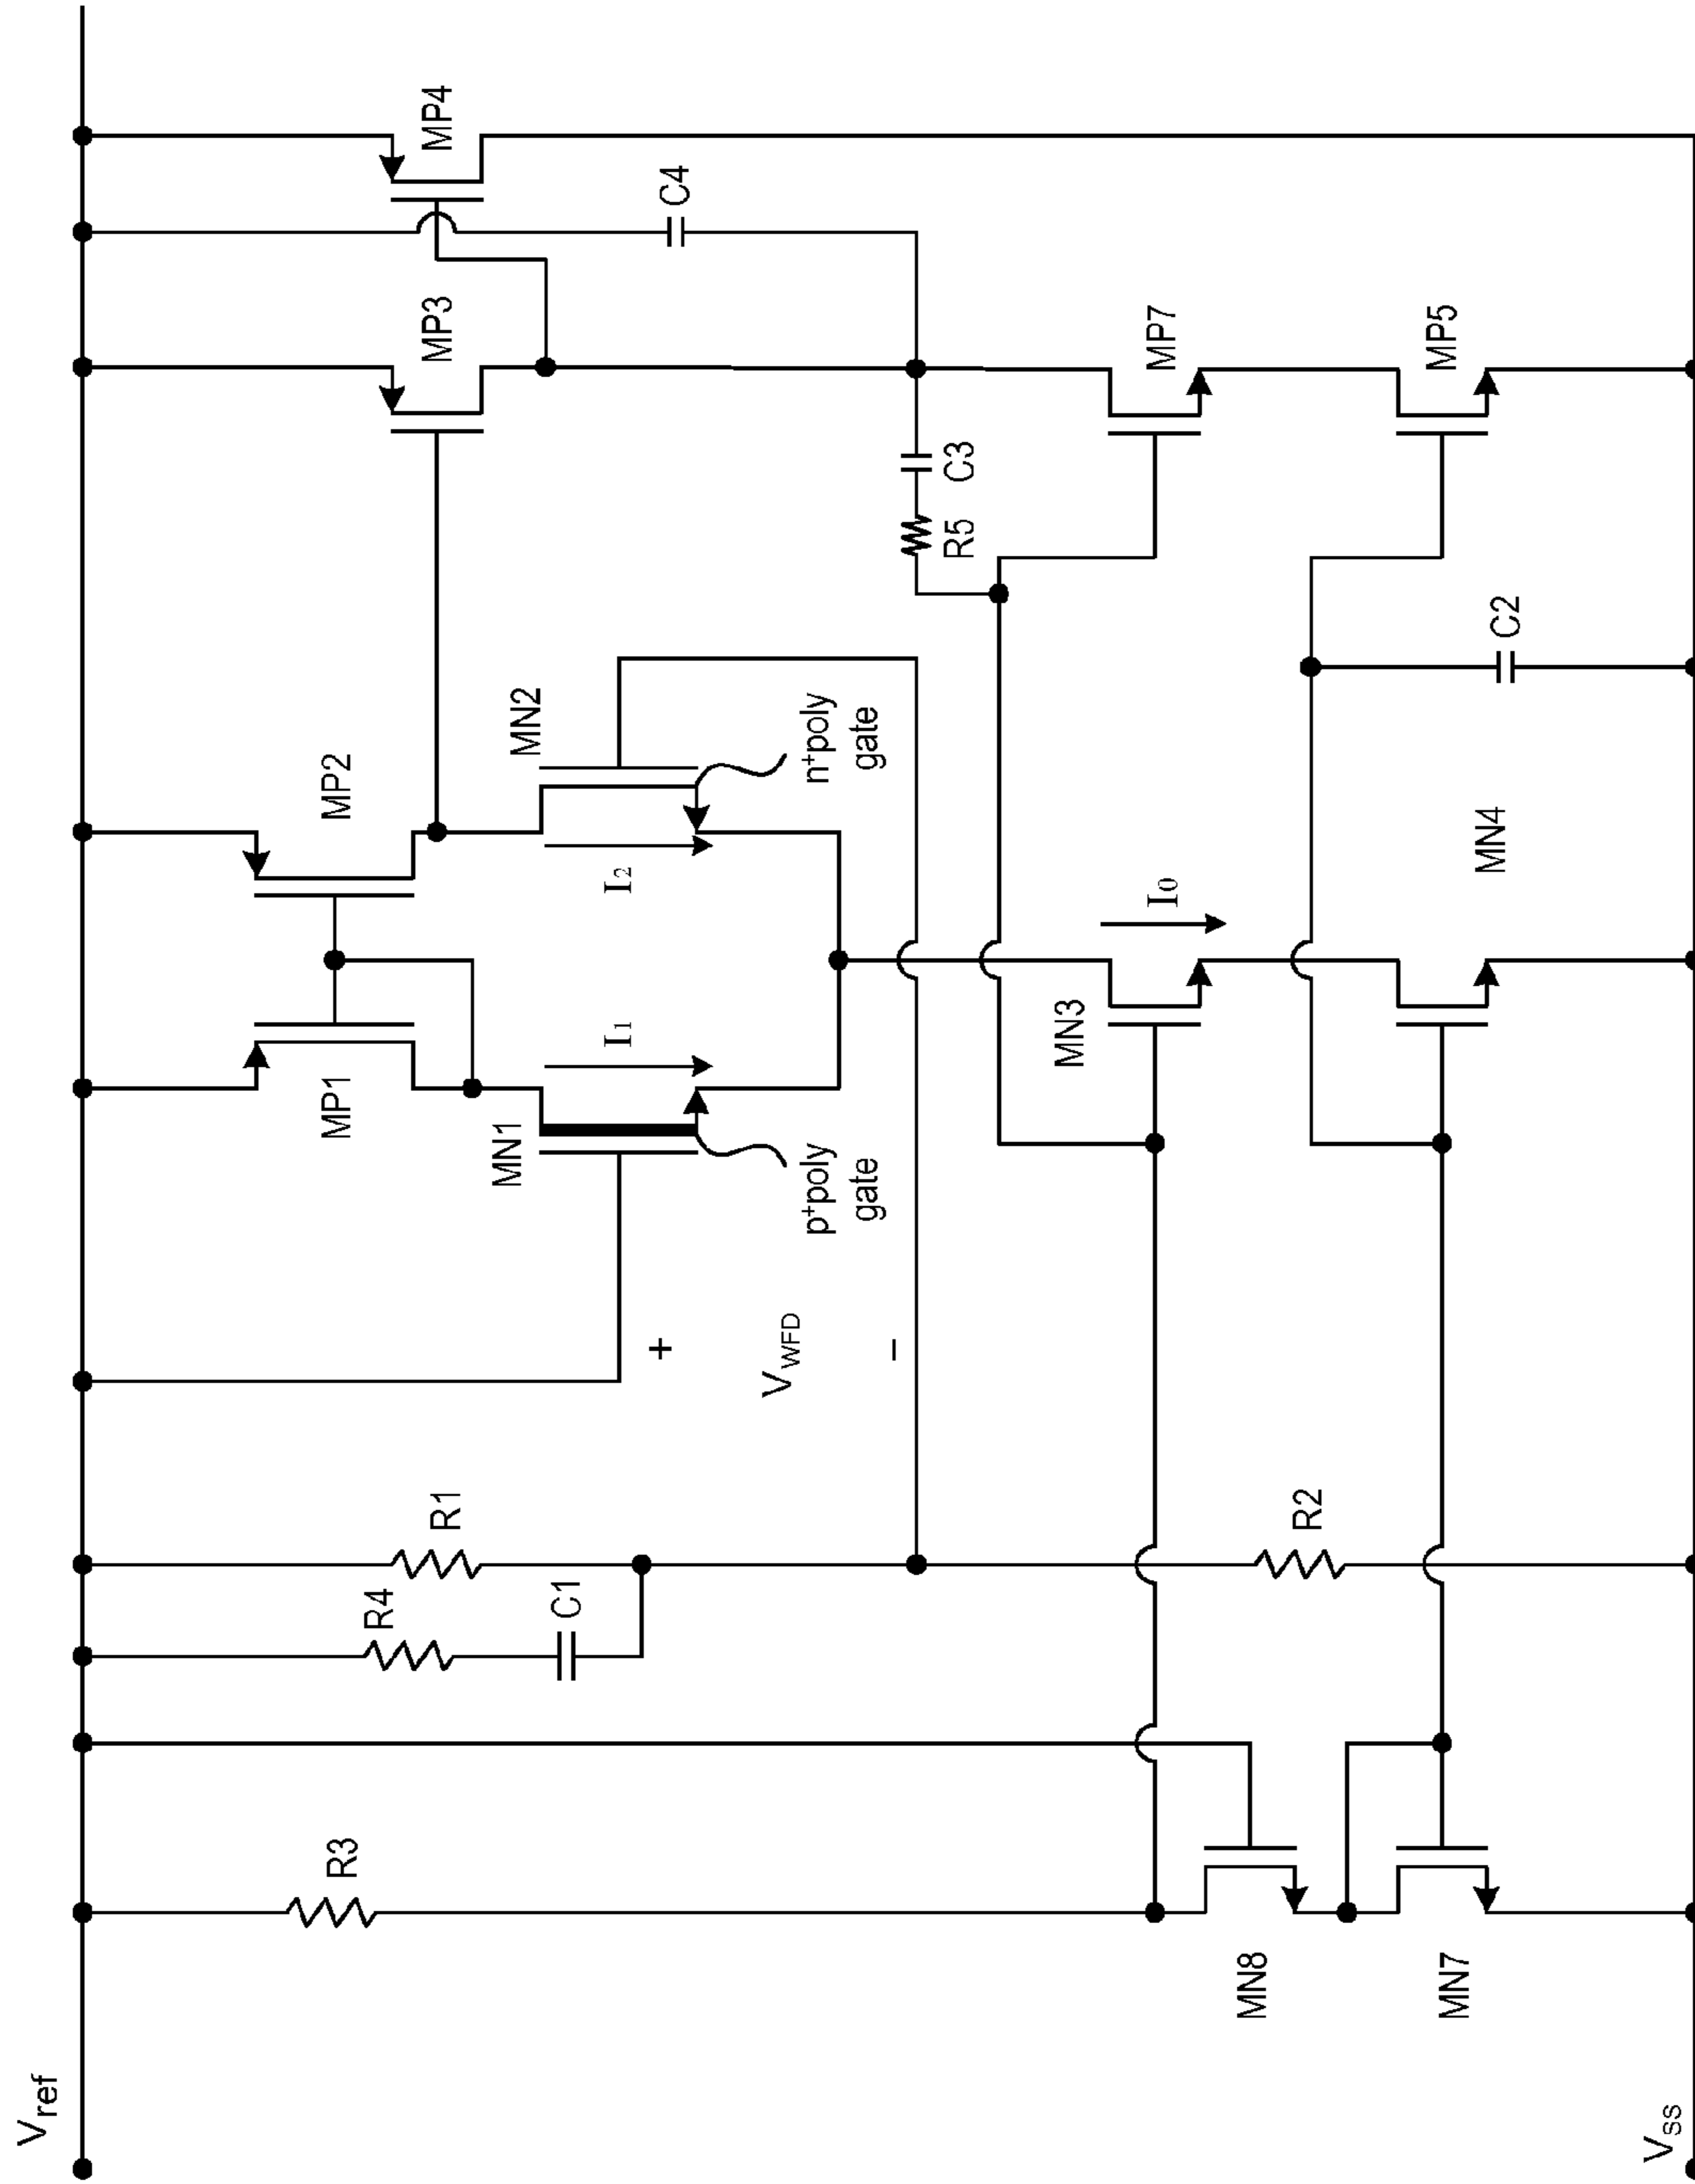 Vref
R3
MN8
MN7
R4
C1
R1
R2
+
VWFD
−
MP1
MN1
p+poly
gate
I1
MP2
MN2
I2
n+poly
gate
MN3
I0
MN4
C2
R5
C3
MP3
MP7
MP5
C4
MP4
Vss